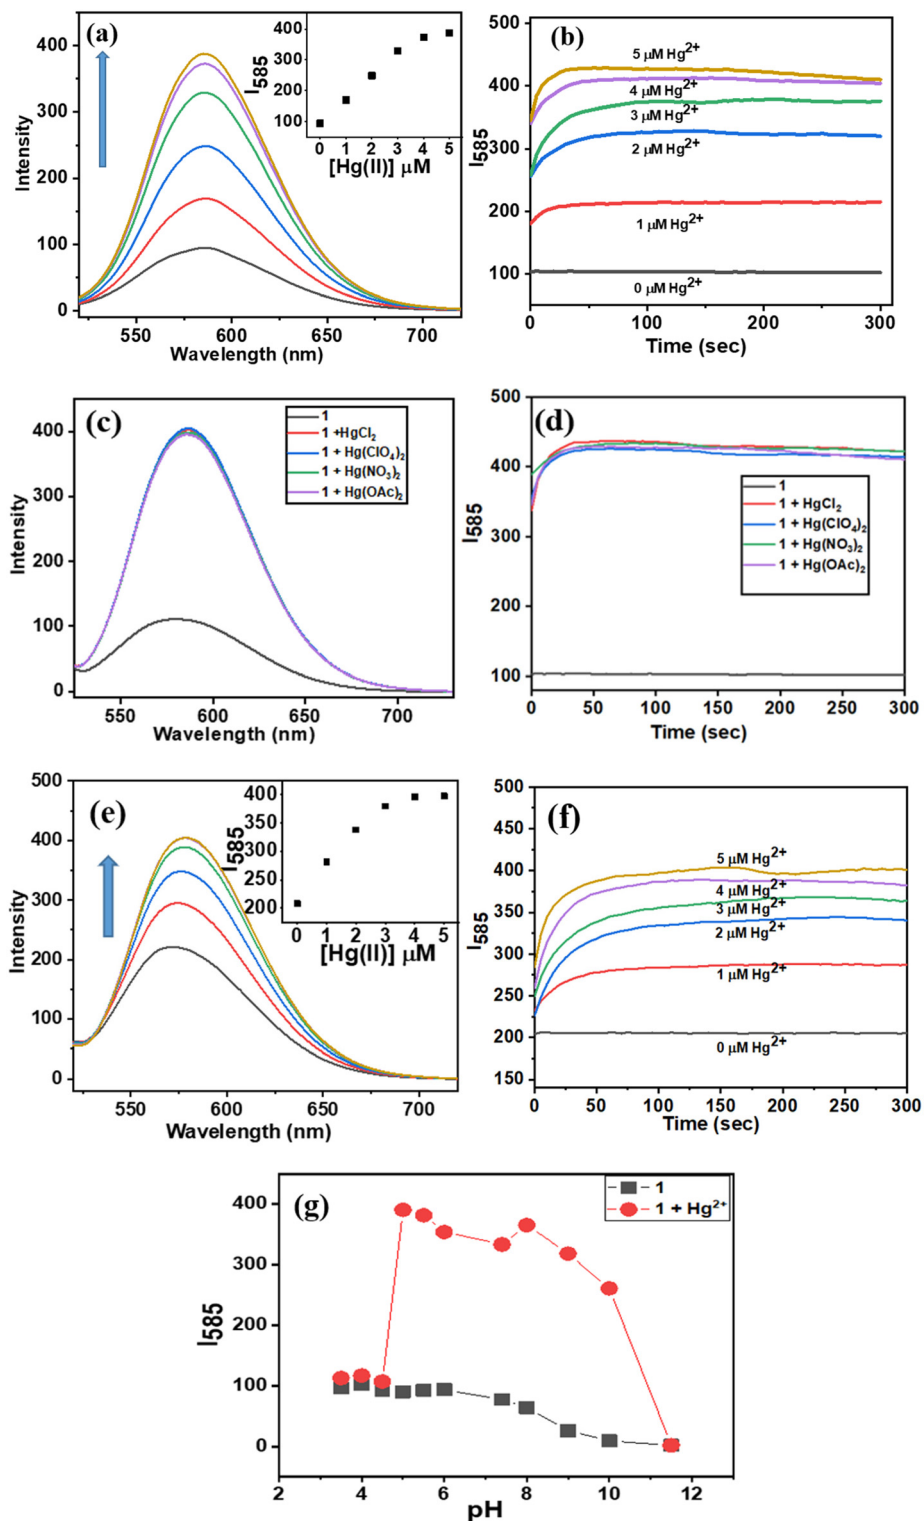 (a)
Intensity
400
300
200
100
0
550
600
650
700
Wavelength (nm)
I585
400
300
200
100
0 1 2 3 4 5
[Hg(II)] μM
(b)
I585
500
400
300
200
100
5 μM Hg2+
4 μM Hg2+
3 μM Hg2+
2 μM Hg2+
1 μM Hg2+
0 μM Hg2+
0 100 200 300
Time (sec)
(c)
Intensity
400
300
200
100
0
1
1 +HgCl2
1 + Hg(ClO4)2
1 + Hg(NO3)2
1 + Hg(OAc)2
550 600 650 700
Wavelength (nm)
(d)
I585
500
400
300
200
100
1
1 + HgCl2
1 + Hg(ClO4)2
1 + Hg(NO3)2
1 + Hg(OAc)2
0 50 100 150 200 250 300
Time (sec)
(e)
Intensity
500
400
300
200
100
0
550 600 650 700
Wavelength (nm)
I585
400
350
300
250
200
0 1 2 3 4 5
[Hg(II)] μM
(f)
I585
500
450
400
350
300
250
200
150
5 μM Hg2+
4 μM Hg2+
3 μM Hg2+
2 μM Hg2+
1 μM Hg2+
0 μM Hg2+
0 50 100 150 200 250 300
Time (sec)
(g)
I585
400
300
200
100
0
1
1 + Hg2+
2 4 6 8 10 12
pH